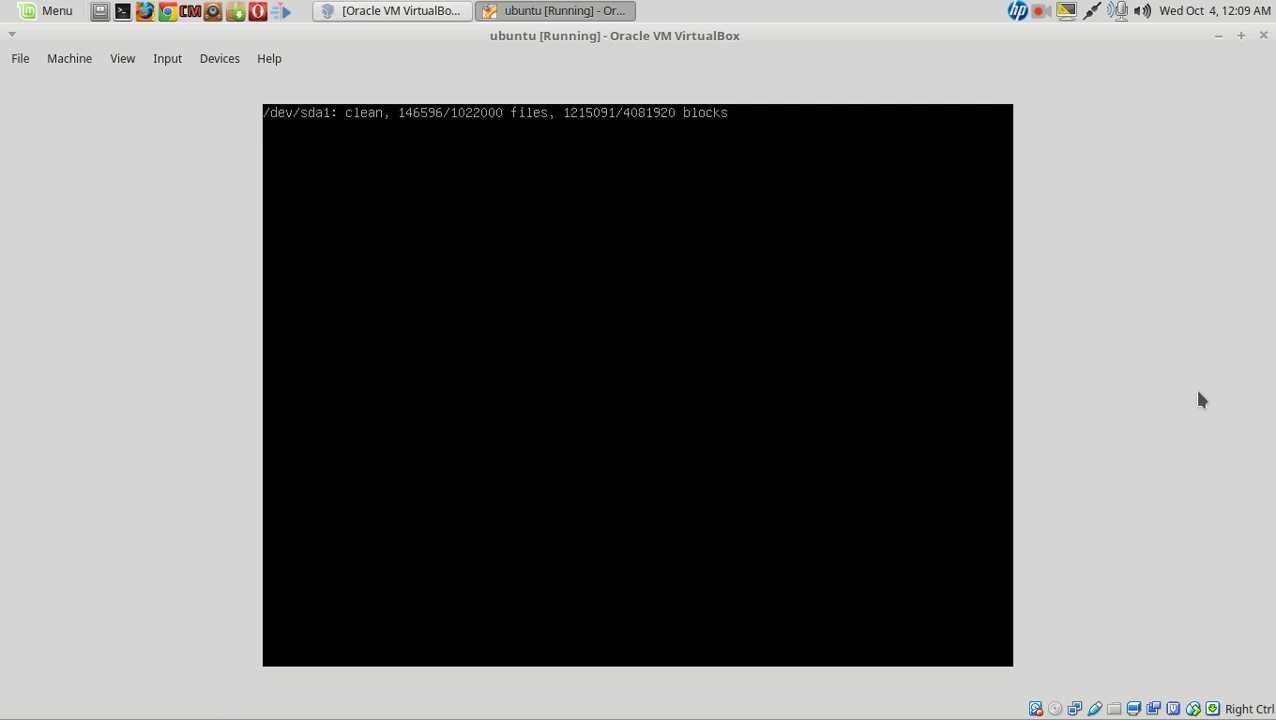 Menu
CM
[Oracle VM VirtualBo...
ubuntu [Running] - Or...
Wed Oct 4, 12:09 AM
ubuntu [Running] - Oracle VM VirtualBox
File Machine View Input Devices Help
/dev/sda1: clean, 146596/1022000 files, 1215091/4081920 blocks
Right Ctrl